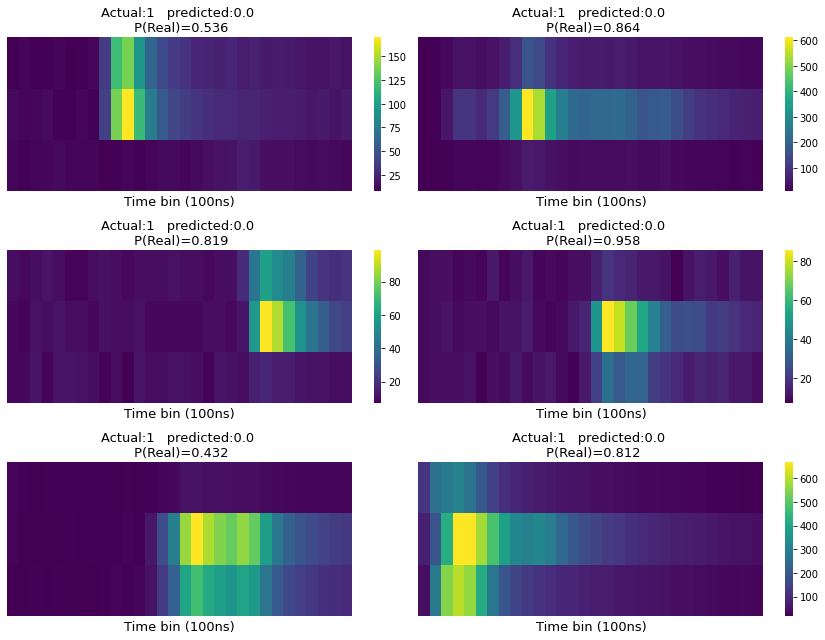 Actual:1 predicted:0.0
P(Real)=0.536
150
125
100
75
50
25
Time bin (100ns)
Actual:1 predicted:0.0
P(Real)=0.864
600
500
400
300
200
100
Time bin (100ns)
Actual:1 predicted:0.0
P(Real)=0.819
80
60
40
20
Time bin (100ns)
Actual:1 predicted:0.0
P(Real)=0.958
80
60
40
20
Time bin (100ns)
Actual:1 predicted:0.0
P(Real)=0.432
Time bin (100ns)
Actual:1 predicted:0.0
P(Real)=0.812
600
500
400
300
200
100
Time bin (100ns)